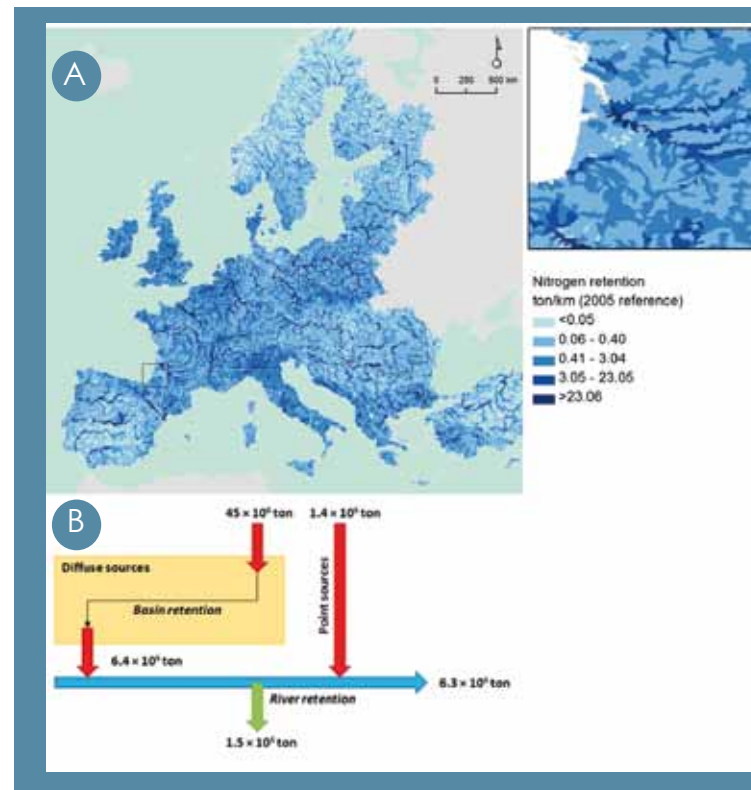 A
0 250 500 km
Nitrogen retention
ton/km (2005 reference)
<0.05
0.06 - 0.40
0.41 - 3.04
3.05 - 23.05
>23.06
B
45 × 10⁶ ton 1.4 × 10⁶ ton
Diffuse sources
Basin retention
Point sources
6.4 × 10⁶ ton
6.3 × 10⁶ ton
River retention
1.5 × 10⁶ ton